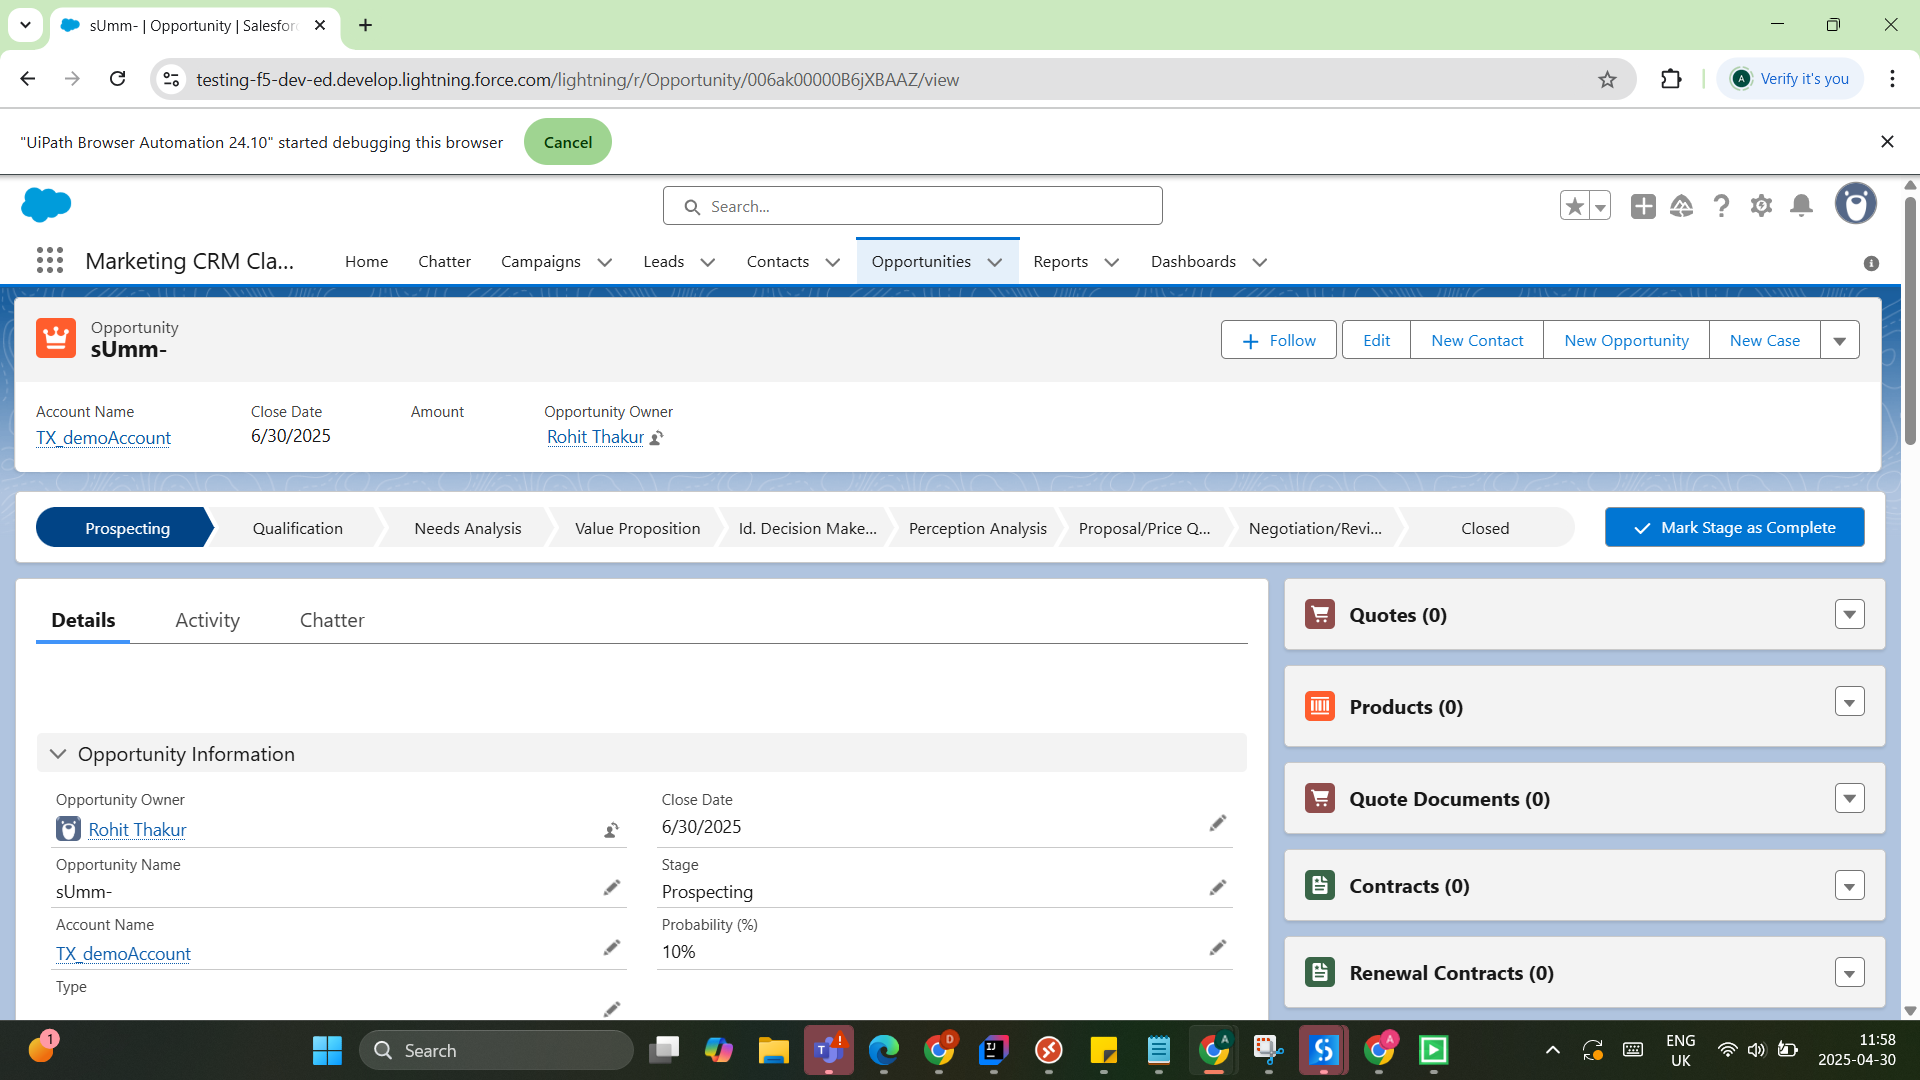 sUmm- | Opportunity | Salesforc
testing-f5-dev-ed.develop.lightning.force.com/lightning/r/Opportunity/006ak00000B6jXBAAZ/view
A
Verify it's you
"UiPath Browser Automation 24.10" started debugging this browser
Cancel
Search...
Marketing CRM Cla...
Home
Chatter
Campaigns
Leads
Contacts
Opportunities
Reports
Dashboards
Opportunity
sUmm-
Follow
Edit
New Contact
New Opportunity
New Case
Account Name
Close Date
Amount
Opportunity Owner
TX_demoAccount
6/30/2025
Rohit Thakur
Prospecting
Qualification
Needs Analysis
Value Proposition
Id. Decision Make...
Perception Analysis
Proposal/Price Q...
Negotiation/Revi...
Closed
Mark Stage as Complete
Details
Activity
Chatter
Opportunity Information
Opportunity Owner
Rohit Thakur
Close Date
6/30/2025
Opportunity Name
sUmm-
Stage
Prospecting
Account Name
TX_demoAccount
Probability (%)
10%
Type
Quotes (0)
Products (0)
Quote Documents (0)
Contracts (0)
Renewal Contracts (0)
1
Search
D
A
A
ENG
UK
11:58
2025-04-30